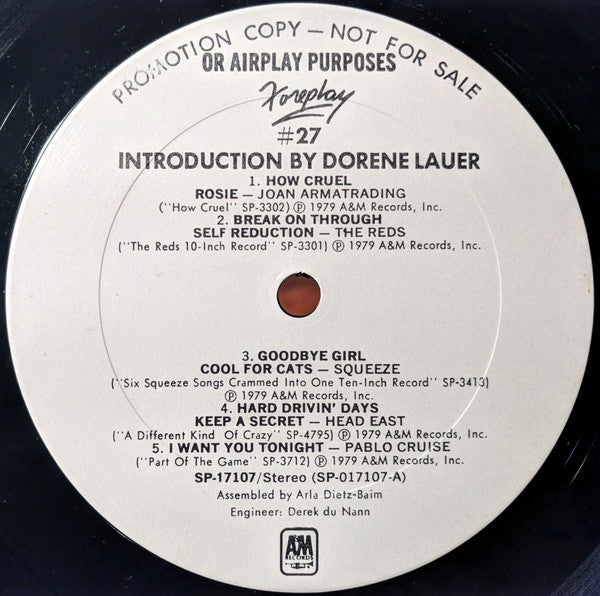 PROMOTION COPY — NOT FOR SALE
OR AIRPLAY PURPOSES
Foreplay
#27
INTRODUCTION BY DORENE LAUER
1. HOW CRUEL
ROSIE — JOAN ARMATRADING
(''How Cruel'' SP-3302) Ⓟ 1979 A&M Records, Inc.
2. BREAK ON THROUGH
SELF REDUCTION — THE REDS
(''The Reds 10-Inch Record'' SP-3301) Ⓟ 1979 A&M Records, Inc.
3. GOODBYE GIRL
COOL FOR CATS — SQUEEZE
(''Six Squeeze Songs Crammed Into One Ten-Inch Record'' SP-3413)
Ⓟ 1979 A&M Records, Inc.
4. HARD DRIVIN' DAYS
KEEP A SECRET — HEAD EAST
(''A Different Kind Of Crazy'' SP-4795) Ⓟ 1979 A&M Records, Inc.
5. I WANT YOU TONIGHT — PABLO CRUISE
(''Part Of The Game'' SP-3712) Ⓟ 1979 A&M Records, Inc.
SP-17107/Stereo (SP-017107-A)
Assembled by Arla Dietz-Baim
Engineer: Derek du Nann
A&M
RECORDS